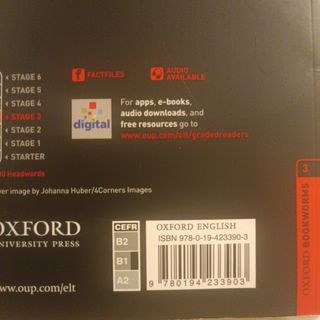 STAGE 6
STAGE 5
STAGE 4
STAGE 3
STAGE 2
STAGE 1
STARTER
00 Headwords
FACTFILES
AUDIO
AVAILABLE
digital
For apps, e-books,
audio downloads, and
free resources go to
www.oup.com/elt/gradedreaders
ver image by Johanna Huber/4Corners Images
OXFORD
UNIVERSITY PRESS
www.oup.com/elt
CEFR
B2
B1
A2
OXFORD ENGLISH
ISBN 978-0-19-423390-3
9 780194 233903
3
OXFORD BOOKWORMS